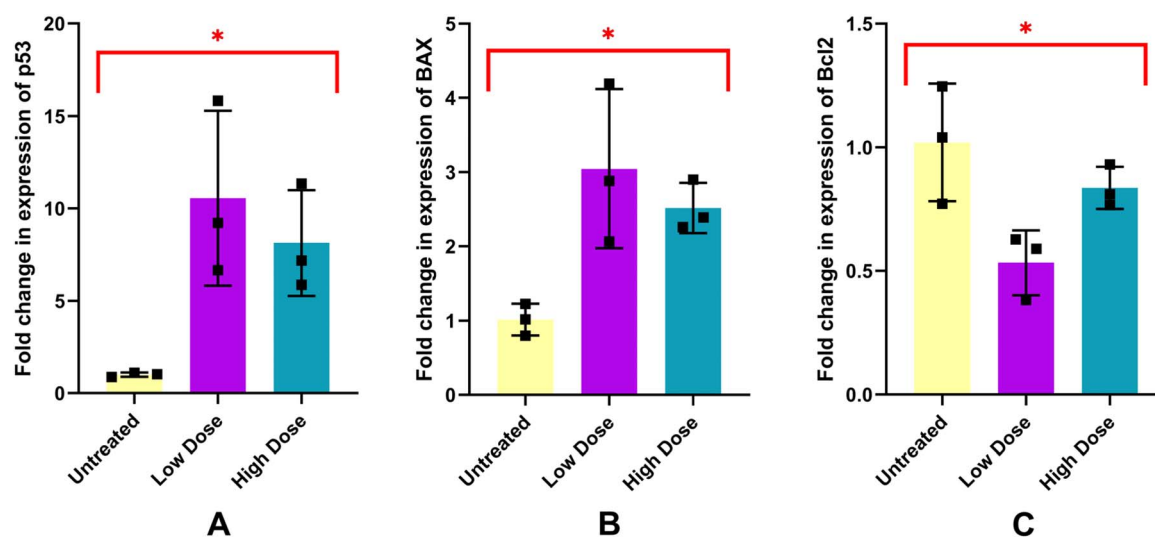 Fold change in expression of p53
20
15
10
5
0
*
Untreated
Low Dose
High Dose
A
Fold change in expression of BAX
5
4
3
2
1
0
*
Untreated
Low Dose
High Dose
B
Fold change in expression of Bcl2
1.5
1.0
0.5
0.0
*
Untreated
Low Dose
High Dose
C